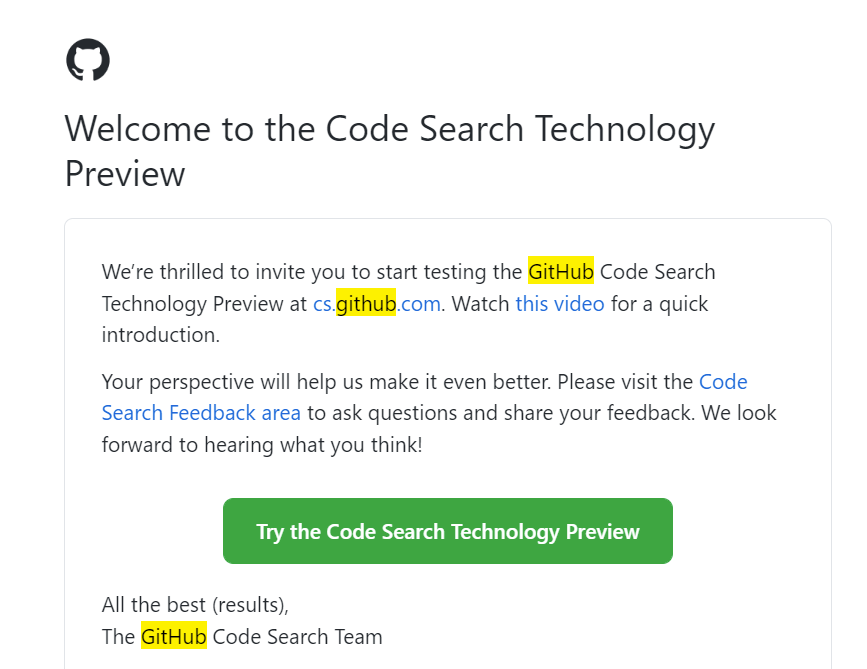 Welcome to the Code Search Technology
Preview
We’re thrilled to invite you to start testing the GitHub Code Search
Technology Preview at cs.github.com. Watch this video for a quick
introduction.
Your perspective will help us make it even better. Please visit the Code
Search Feedback area to ask questions and share your feedback. We look
forward to hearing what you think!
Try the Code Search Technology Preview
All the best (results),
The GitHub Code Search Team